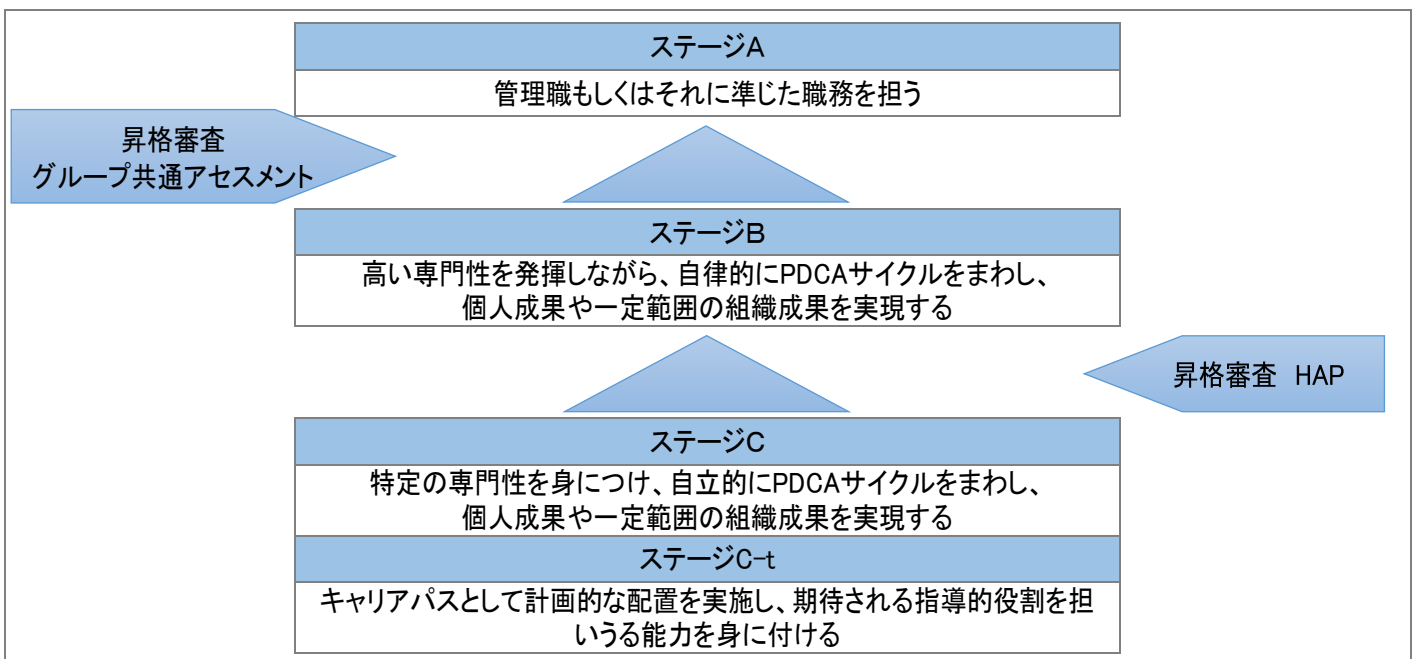 ステージA
管理職もしくはそれに準じた職務を担う
昇格審査
グループ共通アセスメント
ステージB
高い専門性を発揮しながら、自律的にPDCAサイクルをまわし、
個人成果や一定範囲の組織成果を実現する
昇格審査 HAP
ステージC
特定の専門性を身につけ、自立的にPDCAサイクルをまわし、
個人成果や一定範囲の組織成果を実現する
ステージC-t
キャリアパスとして計画的な配置を実施し、期待される指導的役割を担
いうる能力を身に付ける